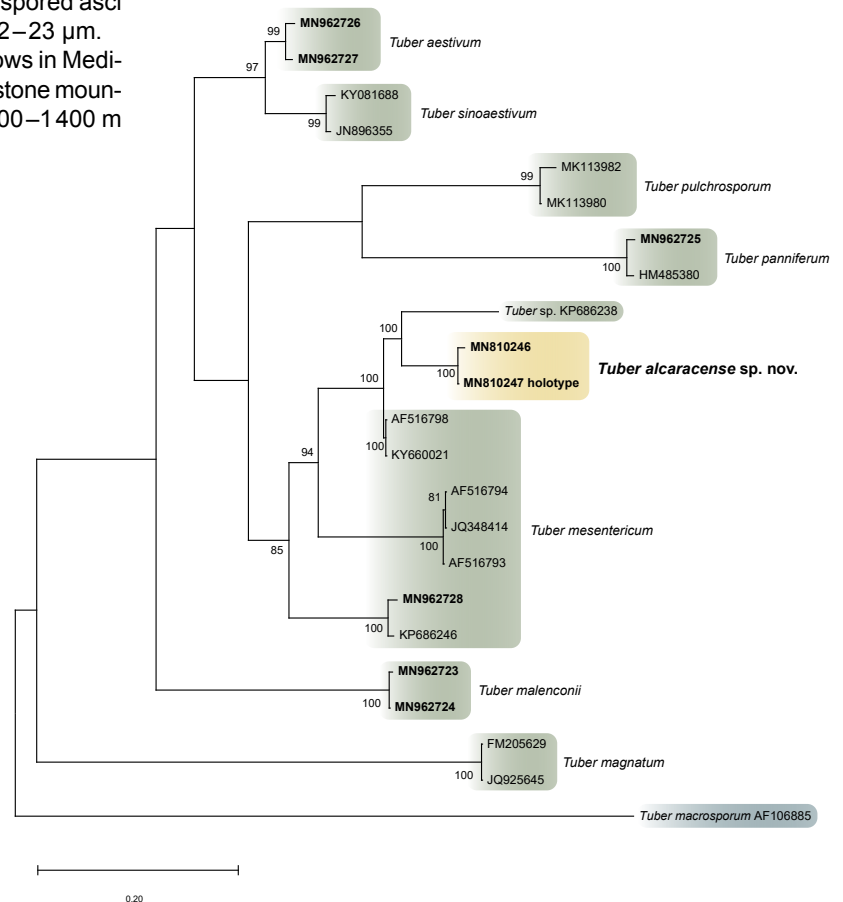 spored asci
2–23 µm.
ows in Medi-
stone moun-
00–1 400 m
99
MN962726
MN962727
Tuber aestivum
97
KY081688
99
JN896355
Tuber sinoaestivum
99
MK113982
MK113980
Tuber pulchrosporum
MN962725
100
HM485380
Tuber panniferum
Tuber sp. KP686238
100
MN810246
100
MN810247 holotype
Tuber alcaracense sp. nov.
100
AF516798
100
KY660021
94
81
AF516794
JQ348414
100
AF516793
Tuber mesentericum
85
MN962728
100
KP686246
MN962723
100
MN962724
Tuber malenconii
FM205629
100
JQ925645
Tuber magnatum
Tuber macrosporum AF106885
0.20